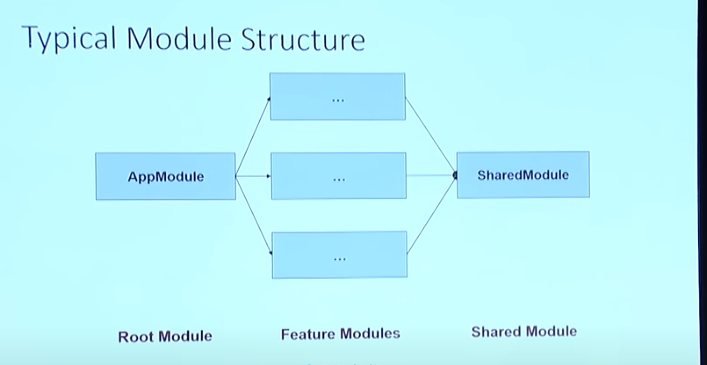 Typical Module Structure
...
AppModule
...
SharedModule
...
Root Module
Feature Modules
Shared Module